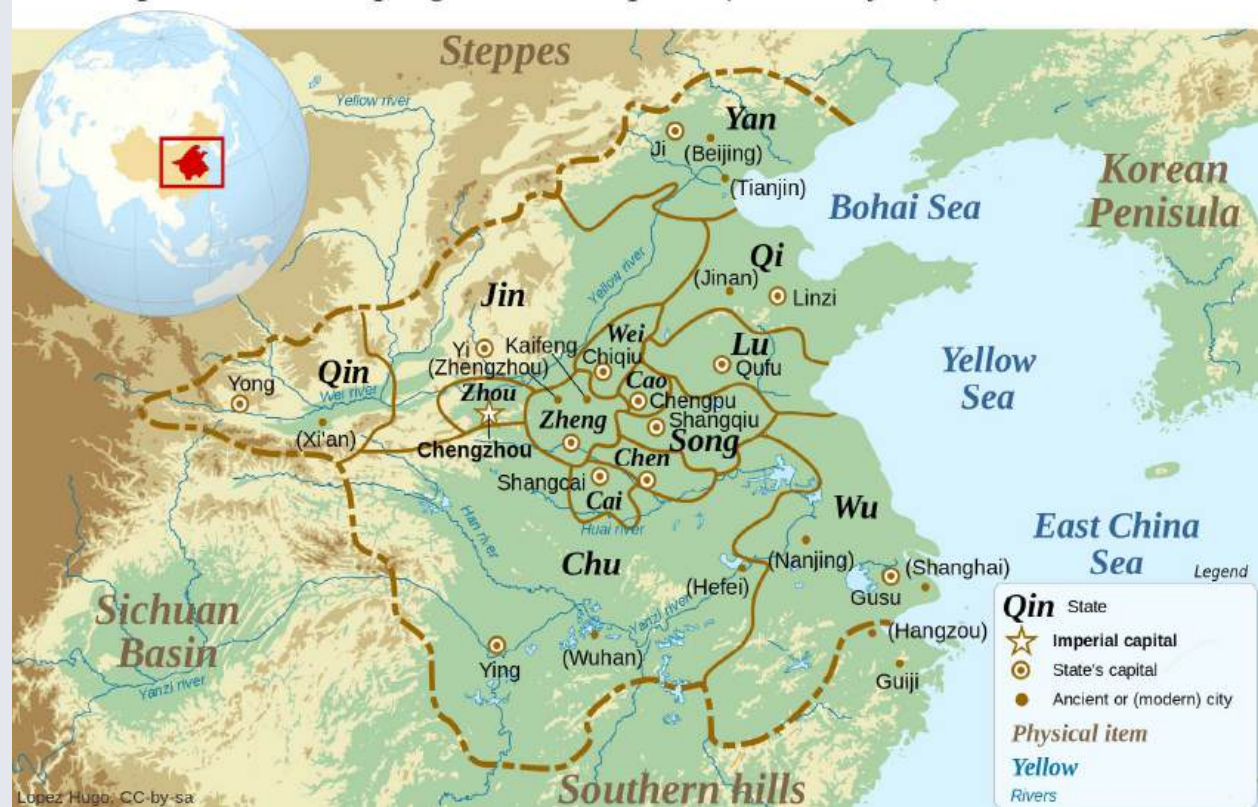 Steppes
Yellow river
Yan
Ji
(Beijing)
(Tianjin)
Bohai Sea
Korean
Penisula
Qi
(Jinan)
Linzi
Yellow river
Jin
Wei
Lu
Yi
Kaifeng
(Zhengzhou)
Chiqiu
Qufu
Yellow
Sea
Yong
Qin
Wei river
Zhou
Cao
Chengpu
Zheng
Shangqiu
Song
(Xi'an)
Chengzhou
Chen
Shangcai
Cai
Huai river
Han river
Wu
East China
Sea
Chu
(Nanjing)
(Hefei)
(Shanghai)
Gusu
Sichuan
Basin
Yanzi river
(Hangzou)
Ying
(Wuhan)
Yanzi river
Guiji
Southern hills
Legend
Qin State
Imperial capital
State's capital
Ancient or (modern) city
Physical item
Yellow
Rivers
Lopez Hugo, CC-by-sa